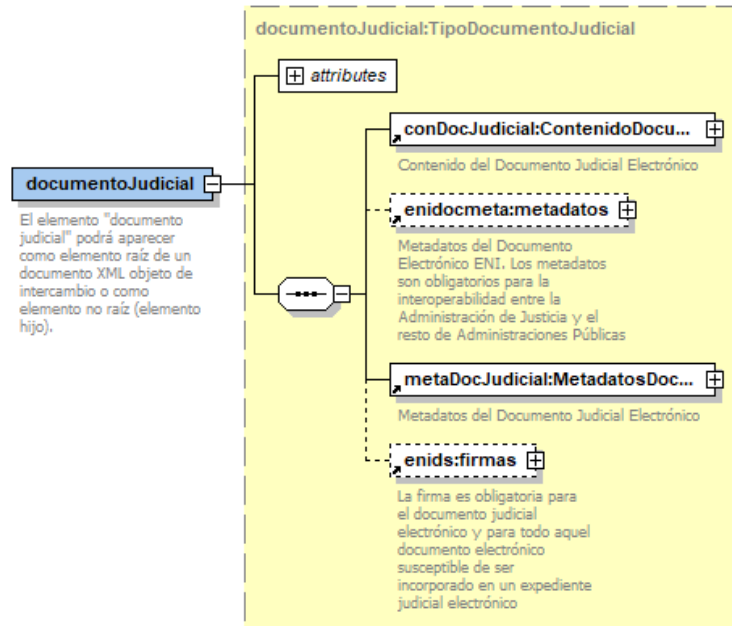 documentoJudicial:TipoDocumentoJudicial
attributes
conDocJudicial:ContenidoDocu...
Contenido del Documento Judicial Electrónico
documentoJudicial
El elemento "documento
judicial" podrá aparecer
como elemento raíz de un
documento XML objeto de
intercambio o como
elemento no raíz (elemento
hijo).
enidocmeta:metadatos
Metadatos del Documento
Electrónico ENI. Los metadatos
son obligatorios para la
interoperabilidad entre la
Administración de Justicia y el
resto de Administraciones Públicas
metaDocJudicial:MetadatosDoc...
Metadatos del Documento Judicial Electrónico
enids:firmas
La firma es obligatoria para
el documento judicial
electrónico y para todo aquel
documento electrónico
susceptible de ser
incorporado en un expediente
judicial electrónico